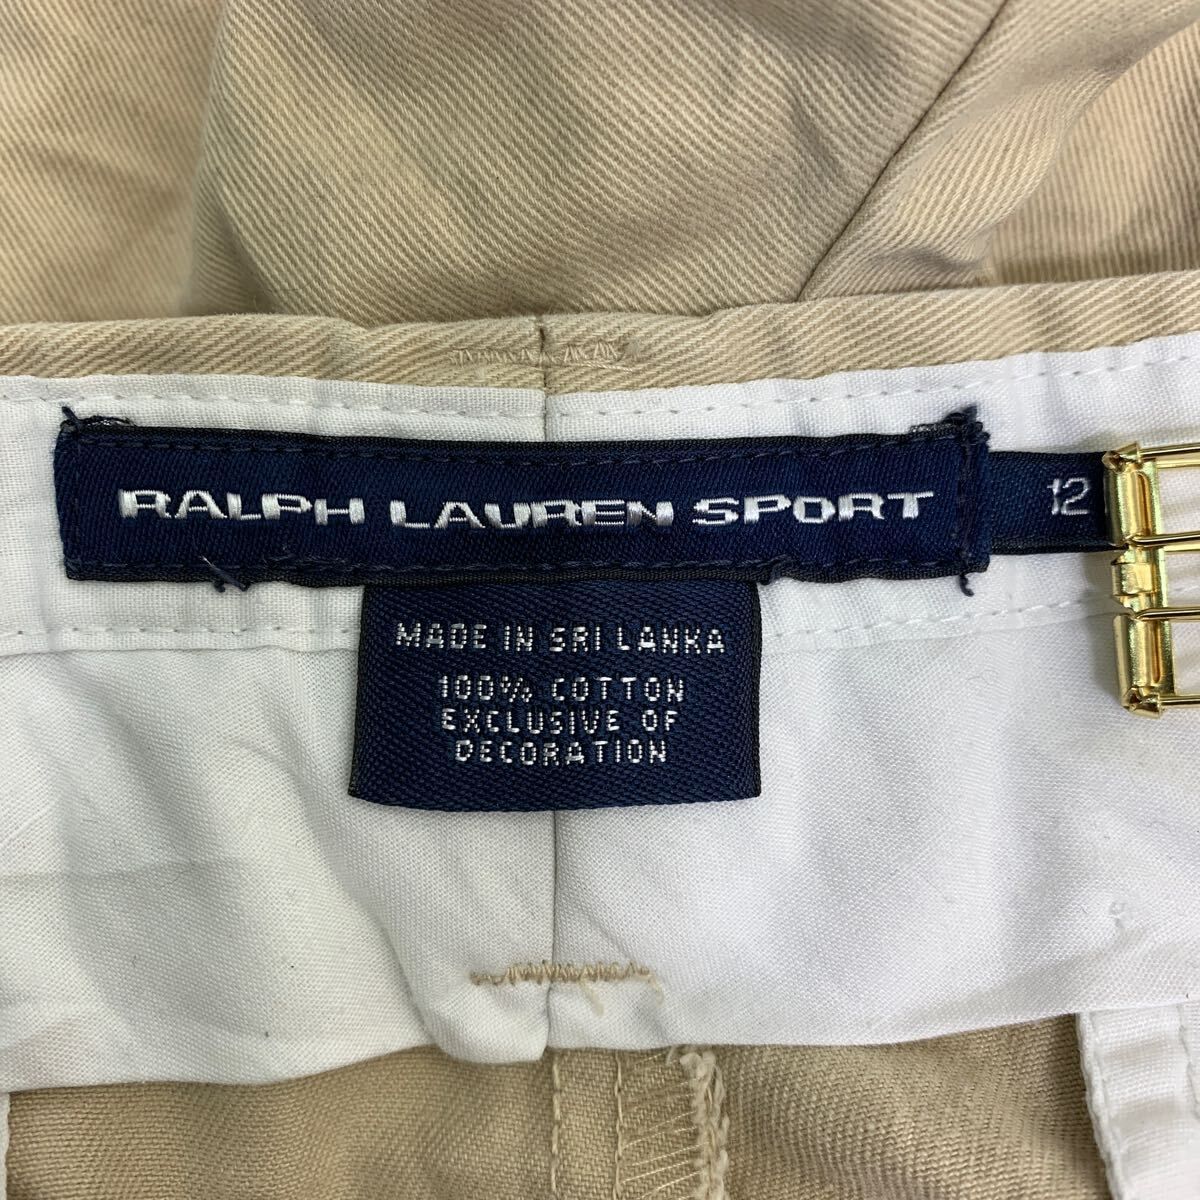 RALPH LAUREN SPORT
12
MADE IN SRI LANKA
100% COTTON
EXCLUSIVE OF
DECORATION